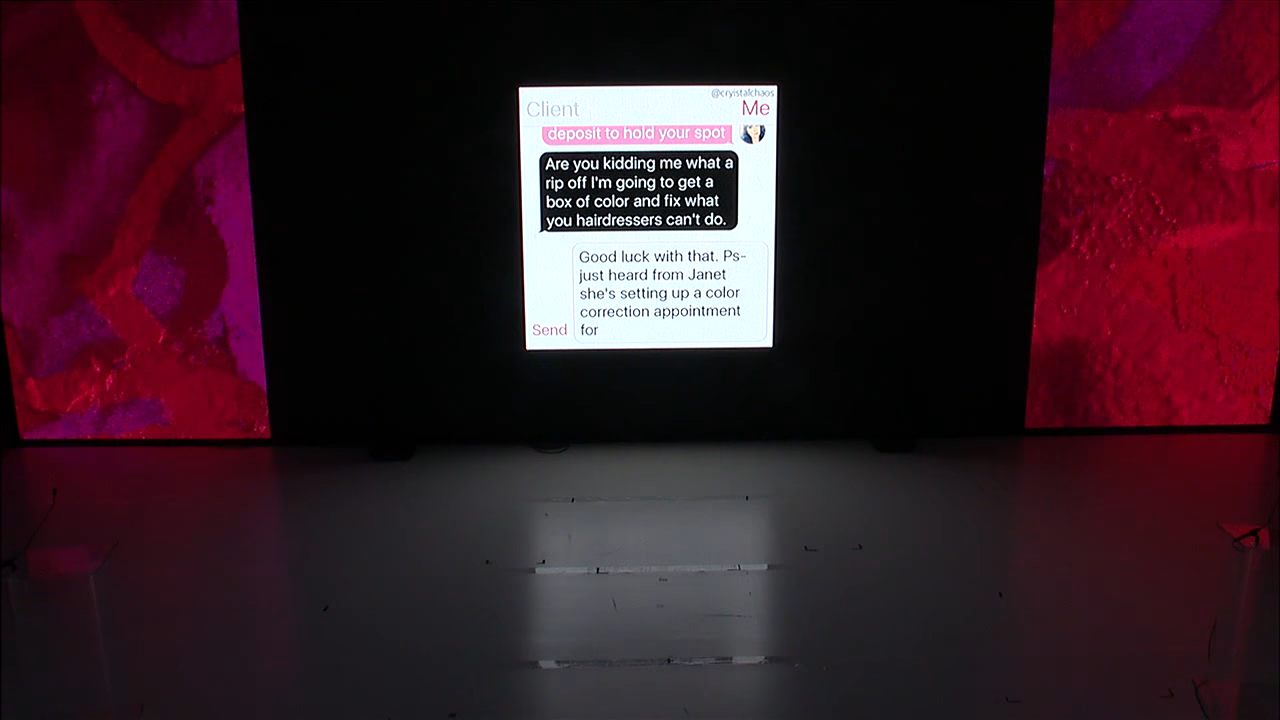 @cryistalchaos
Client
Me
deposit to hold your spot
Are you kidding me what a
rip off I'm going to get a
box of color and fix what
you hairdressers can't do.
Good luck with that. Ps-
just heard from Janet
she's setting up a color
correction appointment
for
Send